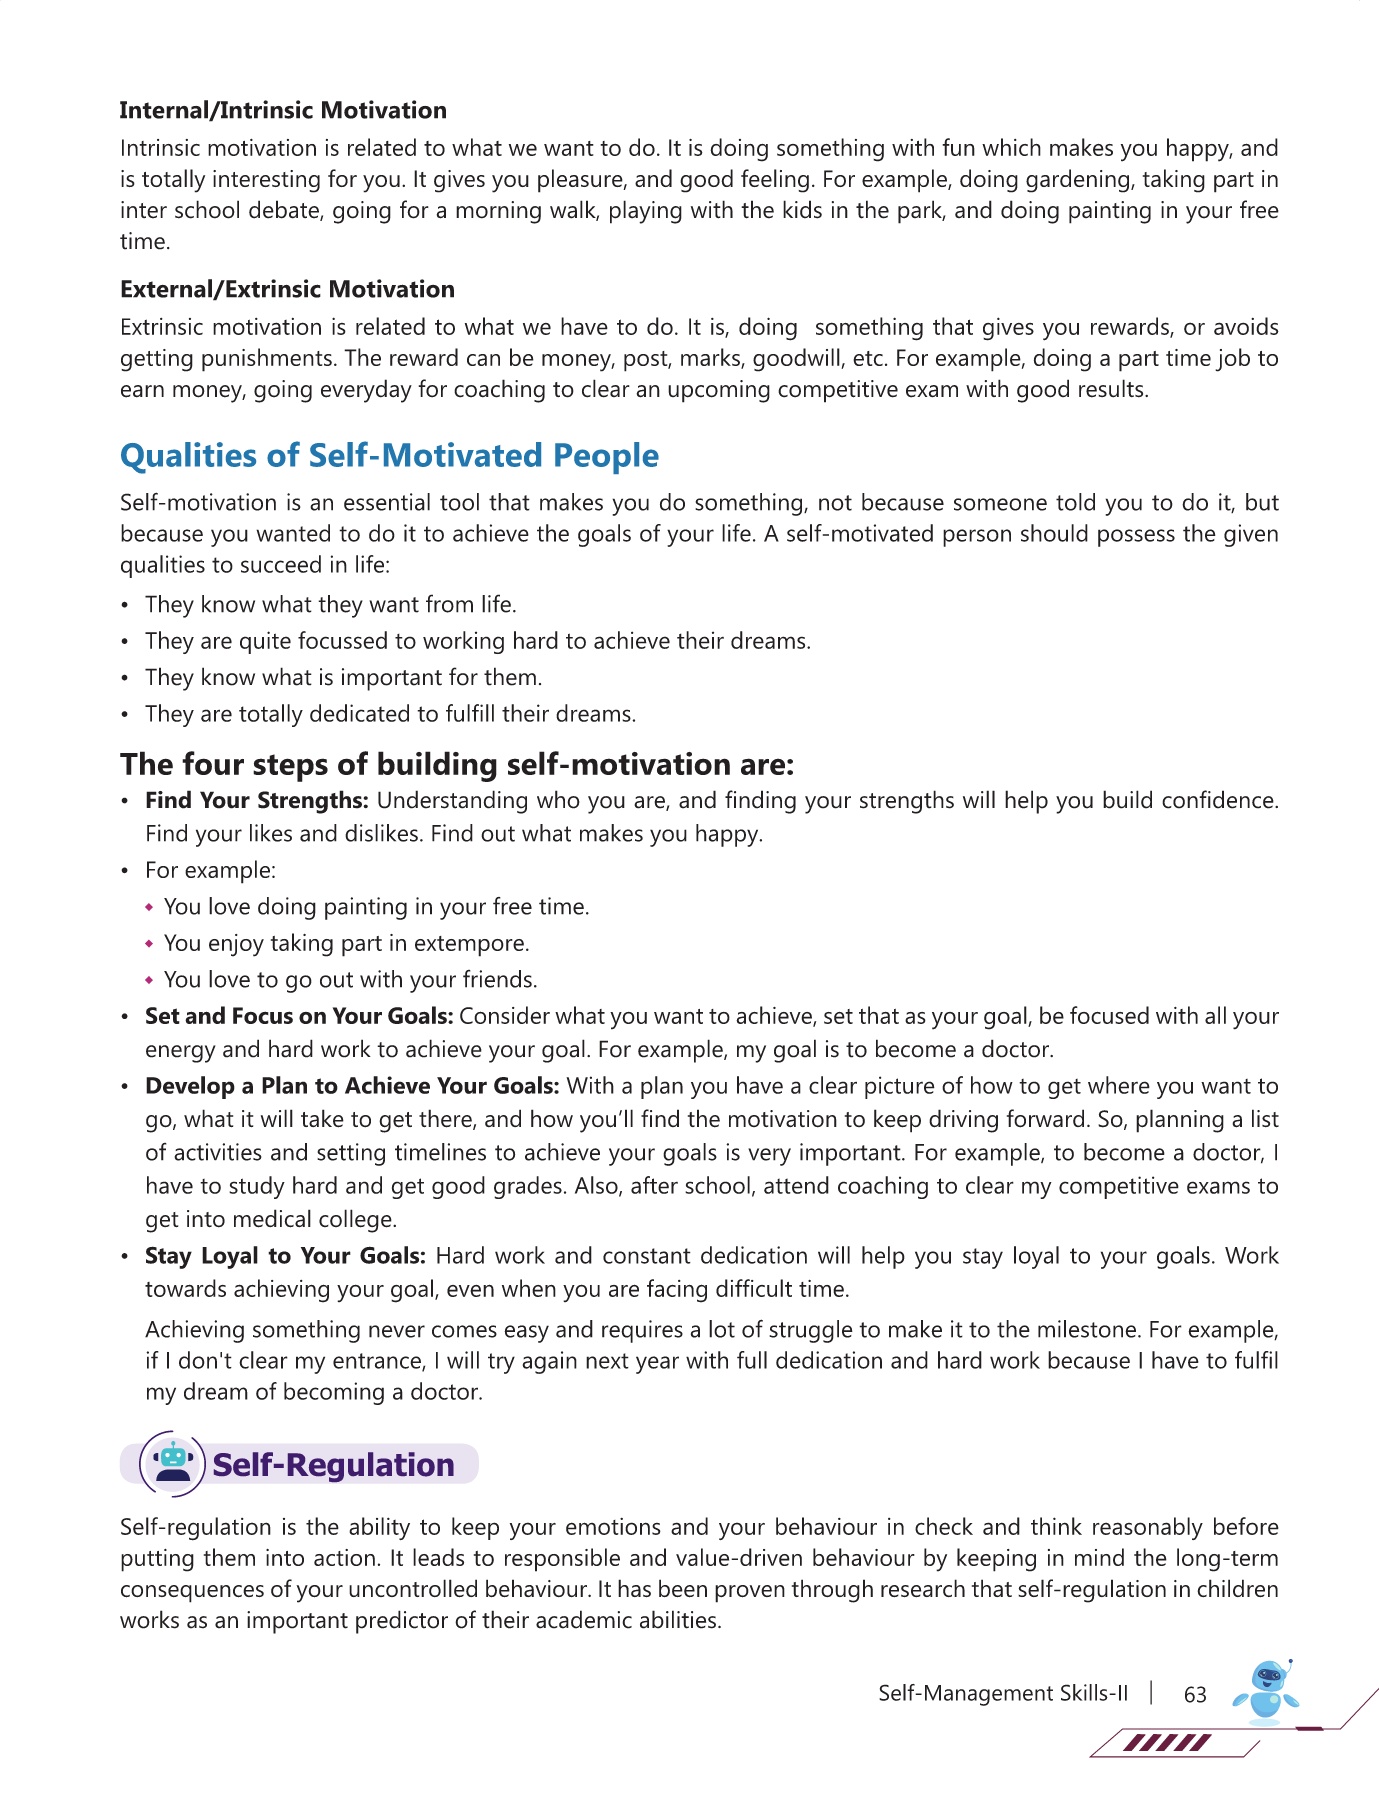 Internal/Intrinsic Motivation
Intrinsic motivation is related to what we want to do. It is doing something with fun which makes you happy, and
is totally interesting for you. It gives you pleasure, and good feeling. For example, doing gardening, taking part in
inter school debate, going for a morning walk, playing with the kids in the park, and doing painting in your free
time.
External/Extrinsic Motivation
Extrinsic motivation is related to what we have to do. It is, doing  something that gives you rewards, or avoids
getting punishments. The reward can be money, post, marks, goodwill, etc. For example, doing a part time job to
earn money, going everyday for coaching to clear an upcoming competitive exam with good results.
Qualities of Self-Motivated People
Self-motivation is an essential tool that makes you do something, not because someone told you to do it, but
because you wanted to do it to achieve the goals of your life. A self-motivated person should possess the given
qualities to succeed in life:
• They know what they want from life.
• They are quite focussed to working hard to achieve their dreams.
• They know what is important for them.
• They are totally dedicated to fulfill their dreams.
The four steps of building self-motivation are:
• Find Your Strengths: Understanding who you are, and finding your strengths will help you build confidence.
Find your likes and dislikes. Find out what makes you happy.
• For example:
◆ You love doing painting in your free time.
◆ You enjoy taking part in extempore.
◆ You love to go out with your friends.
• Set and Focus on Your Goals: Consider what you want to achieve, set that as your goal, be focused with all your
energy and hard work to achieve your goal. For example, my goal is to become a doctor.
• Develop a Plan to Achieve Your Goals: With a plan you have a clear picture of how to get where you want to
go, what it will take to get there, and how you’ll find the motivation to keep driving forward. So, planning a list
of activities and setting timelines to achieve your goals is very important. For example, to become a doctor, I
have to study hard and get good grades. Also, after school, attend coaching to clear my competitive exams to
get into medical college.
• Stay Loyal to Your Goals: Hard work and constant dedication will help you stay loyal to your goals. Work
towards achieving your goal, even when you are facing difficult time.
Achieving something never comes easy and requires a lot of struggle to make it to the milestone. For example,
if I don't clear my entrance, I will try again next year with full dedication and hard work because I have to fulfil
my dream of becoming a doctor.
Self-Regulation
Self-regulation is the ability to keep your emotions and your behaviour in check and think reasonably before
putting them into action. It leads to responsible and value-driven behaviour by keeping in mind the long-term
consequences of your uncontrolled behaviour. It has been proven through research that self-regulation in children
works as an important predictor of their academic abilities.
Self-Management Skills-II | 63